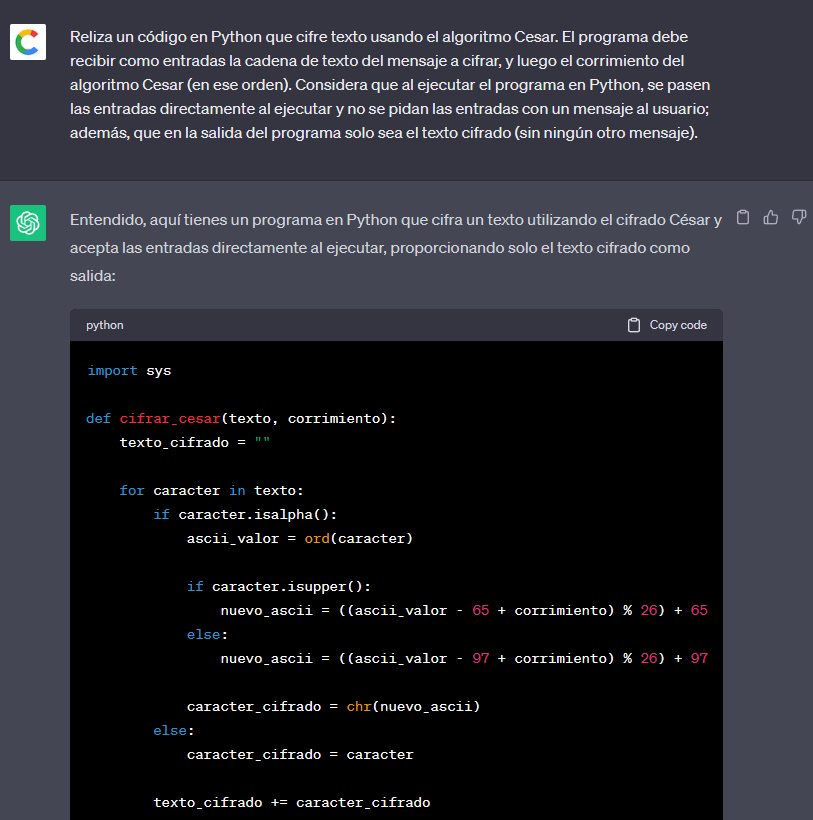 Reliza un código en Python que cifre texto usando el algoritmo Cesar. El programa debe
recibir como entradas la cadena de texto del mensaje a cifrar, y luego el corrimiento del
algoritmo Cesar (en ese orden). Considera que al ejecutar el programa en Python, se pasen
las entradas directamente al ejecutar y no se pidan las entradas con un mensaje al usuario;
además, que en la salida del programa solo sea el texto cifrado (sin ningún otro mensaje).
Entendido, aquí tienes un programa en Python que cifra un texto utilizando el cifrado César y
acepta las entradas directamente al ejecutar, proporcionando solo el texto cifrado como
salida:
python Copy code
import sys
def cifrar_cesar(texto, corrimiento):
    texto_cifrado = ""
    for caracter in texto:
        if caracter.isalpha():
            ascii_valor = ord(caracter)
            if caracter.isupper():
                nuevo_ascii = ((ascii_valor - 65 + corrimiento) % 26) + 65
            else:
                nuevo_ascii = ((ascii_valor - 97 + corrimiento) % 26) + 97
            caracter_cifrado = chr(nuevo_ascii)
        else:
            caracter_cifrado = caracter
        texto_cifrado += caracter_cifrado